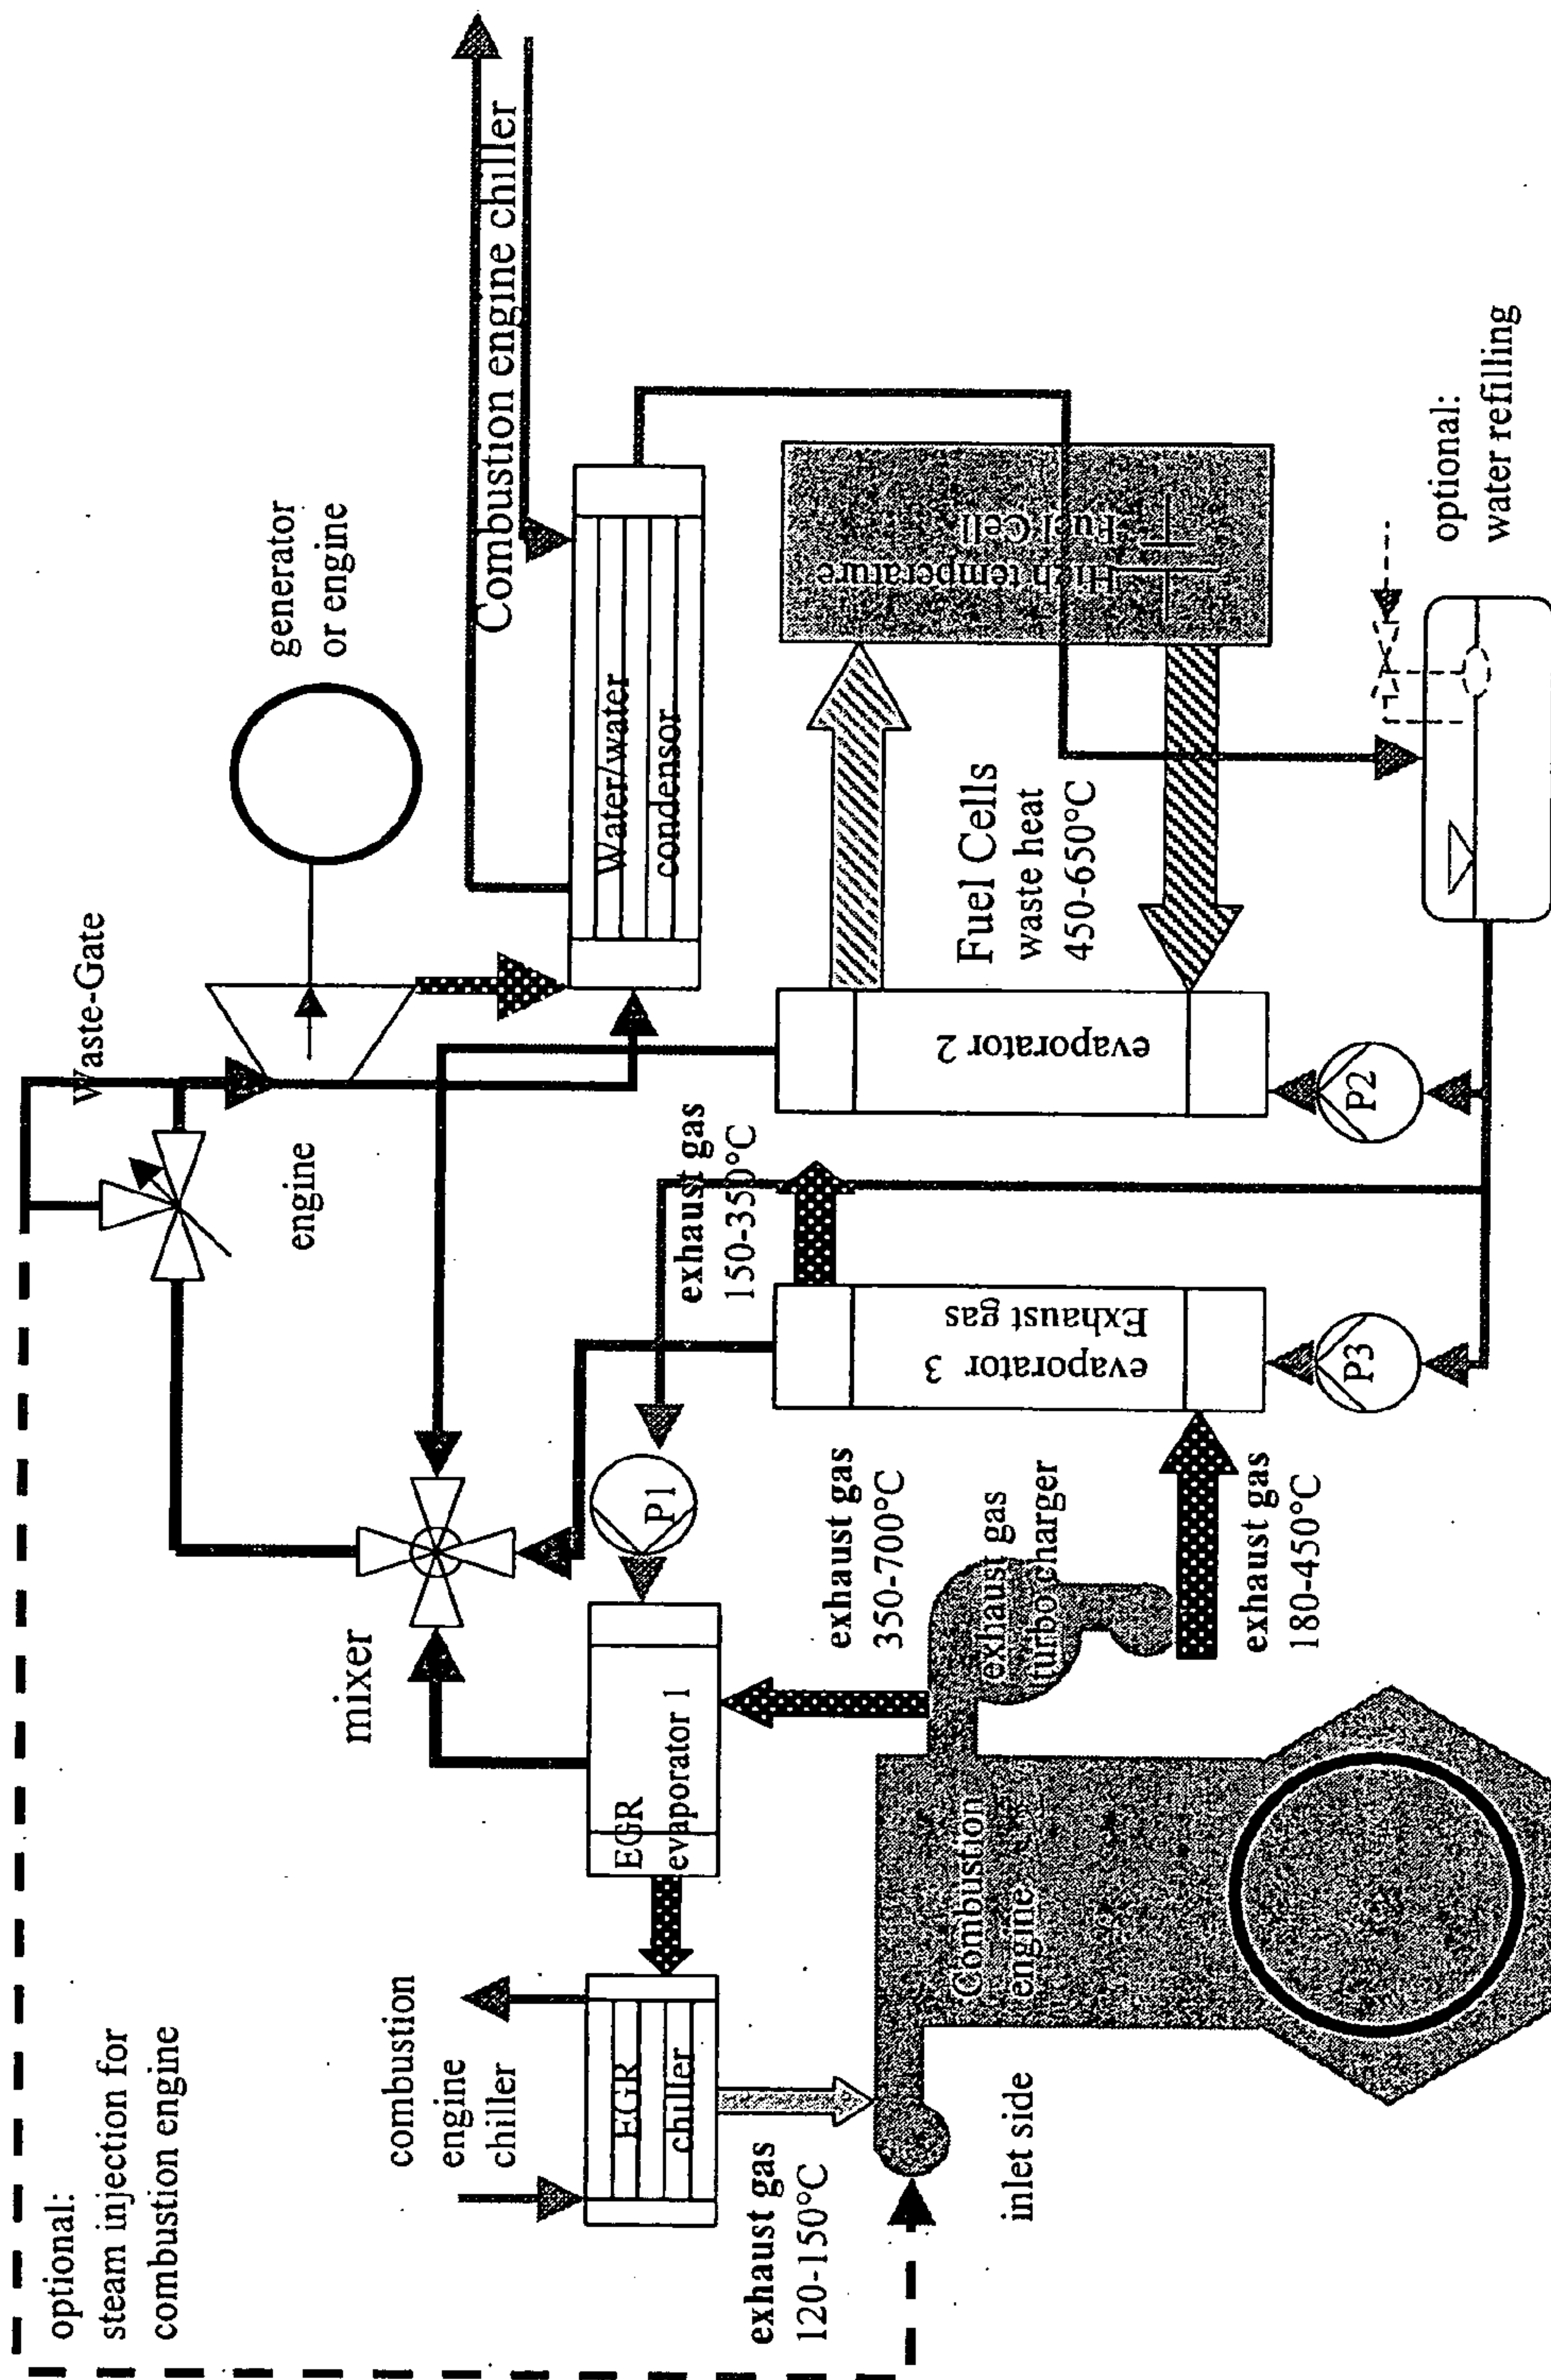 optional:
steam injection for
combustion engine
Waste-Gate
engine
generator
or engine
Combustion engine chiller
mixer
combustion
engine
chiller
EGR
chiller
EGR
evaporator 1
P1
Water/water
condensor
exhaust gas
120-150°C
exhaust gas
350-700°C
exhaust gas
150-350°C
Exhaust gas
evaporator 3
evaporator 2
Fuel Cells
waste heat
450-650°C
High temperature
Fuel Cell
inlet side
Combustion
engine
exhaust gas
turbo charger
exhaust gas
180-450°C
P3
P2
optional:
water refilling